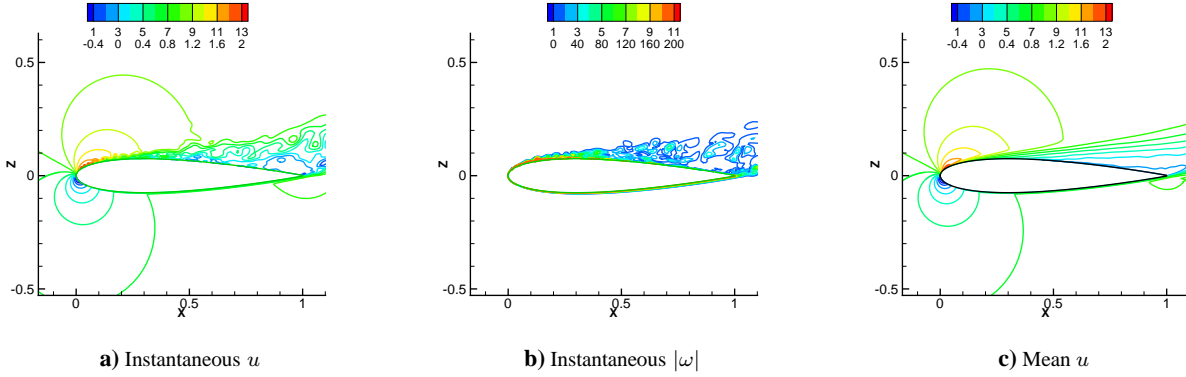 1 3 5 7 9 11 13
-0.4 0 0.4 0.8 1.2 1.6 2
0.5
z
0
-0.5
0 0.5 1
x
a) Instantaneous u
1 3 5 7 9 11
0 40 80 120 160 200
0.5
z
0
-0.5
0 0.5 1
x
b) Instantaneous |ω|
1 3 5 7 9 11 13
-0.4 0 0.4 0.8 1.2 1.6 2
0.5
z
0
-0.5
0 0.5 1
x
c) Mean u